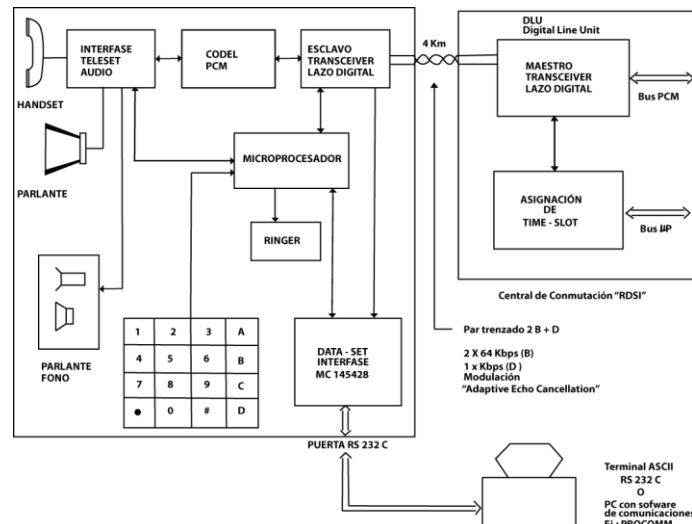 DLU
Digital Line Unit
INTERFASE
TELESET
AUDIO
CODEL
PCM
ESCLAVO
TRANSCEIVER
LAZO DIGITAL
4 Km
MAESTRO
TRANSCEIVER
LAZO DIGITAL
Bus PCM
HANDSET
MICROPROCESADOR
PARLANTE
ASIGNACIÓN
DE
TIME - SLOT
RINGER
Bus µP
Central de Conmutación "RDSI"
1 2 3 A
4 5 6 B
7 8 9 C
● 0 # D
PARLANTE
FONO
DATA - SET
INTERFASE
MC 145428
Par trenzado 2 B + D
2 X 64 Kbps (B)
1 x Kbps (D )
Modulación
"Adaptive Echo Cancellation"
PUERTA RS 232 C
Terminal ASCII
RS 232 C
O
PC con sofware
de comunicaciones
Ej.: PROCOMM